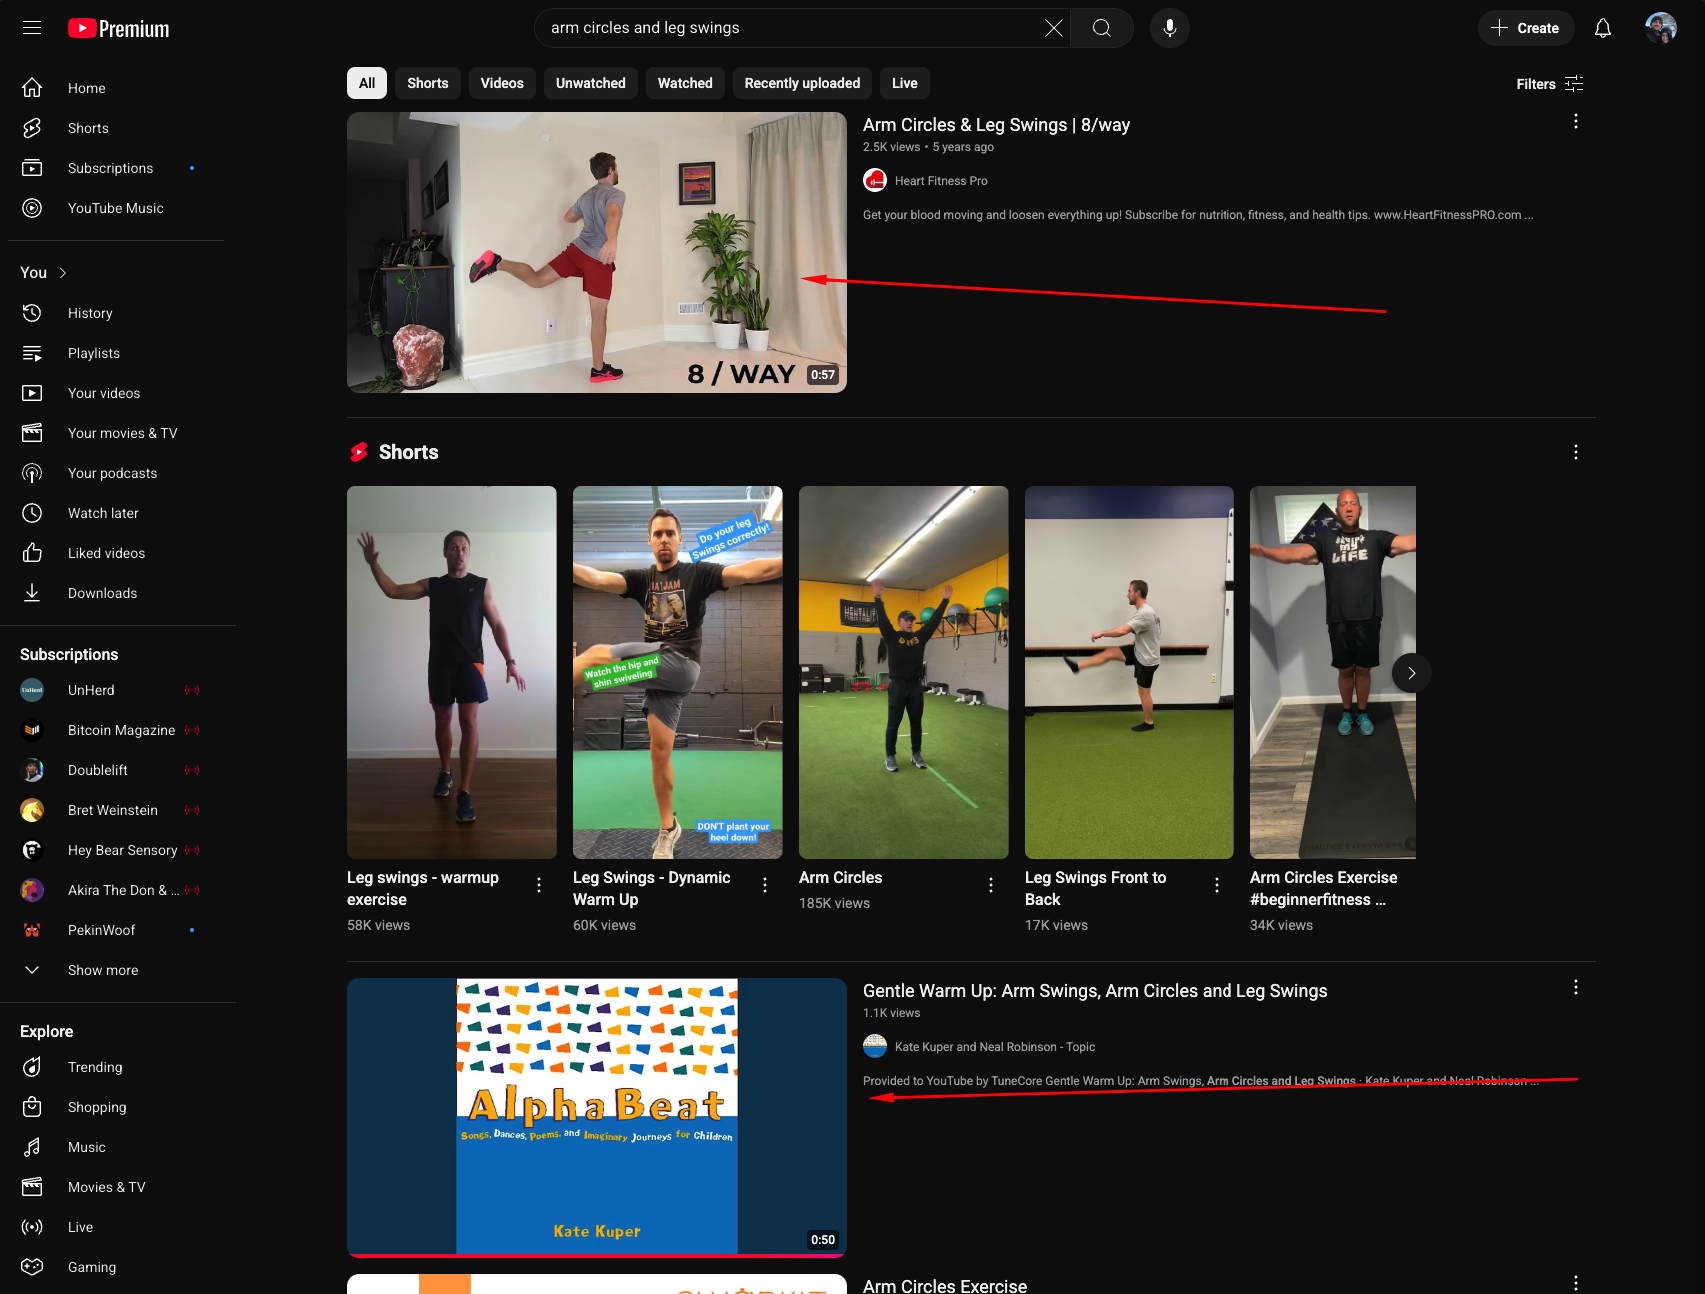 Premium
arm circles and leg swings
Create
All
Shorts
Videos
Unwatched
Watched
Recently uploaded
Live
Filters
Home
Shorts
Subscriptions
YouTube Music
You
History
Playlists
Your videos
Your movies & TV
Your podcasts
Watch later
Liked videos
Downloads
Subscriptions
UnHerd
UnHerd
Bitcoin Magazine
Doublelift
Bret Weinstein
Hey Bear Sensory
Akira The Don & ...
PekinWoof
Show more
Explore
Trending
Shopping
Music
Movies & TV
Live
Gaming
8 / WAY
0:57
Arm Circles & Leg Swings | 8/way
2.5K views • 5 years ago
Heart Fitness Pro
Get your blood moving and loosen everything up! Subscribe for nutrition, fitness, and health tips. www.HeartFitnessPRO.com ...
Shorts
Leg swings - warmup
exercise
58K views
Do your leg
Swings correctly!
Watch the hip and
shin swiveling
DON'T plant your
heel down!
Leg Swings - Dynamic
Warm Up
60K views
Arm Circles
185K views
Leg Swings Front to
Back
17K views
MY
LIFE
Arm Circles Exercise
#beginnerfitness ...
34K views
AlphaBeat
Songs, Dances, Poems, and Imaginary Journeys for Children
Kate Kuper
0:50
Gentle Warm Up: Arm Swings, Arm Circles and Leg Swings
1.1K views
Kate Kuper and Neal Robinson - Topic
Provided to YouTube by TuneCore Gentle Warm Up: Arm Swings, Arm Circles and Leg Swings · Kate Kuper and Neal Robinson ...
Arm Circles Exercise